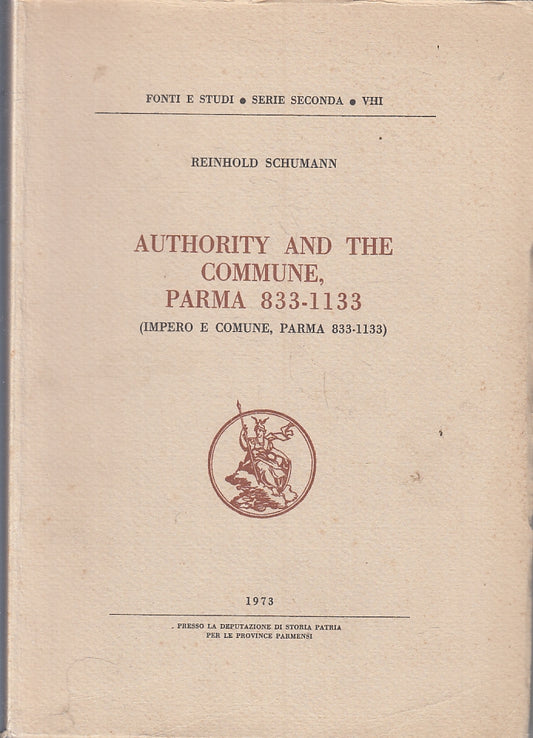 FONTI E STUDI ● SERIE SECONDA ● VIII
REINHOLD SCHUMANN
AUTHORITY AND THE
COMMUNE,
PARMA 833-1133
(IMPERO E COMUNE, PARMA 833-1133)
1973
PRESSO LA DEPUTAZIONE DI STORIA PATRIA
PER LE PROVINCE PARMENSI